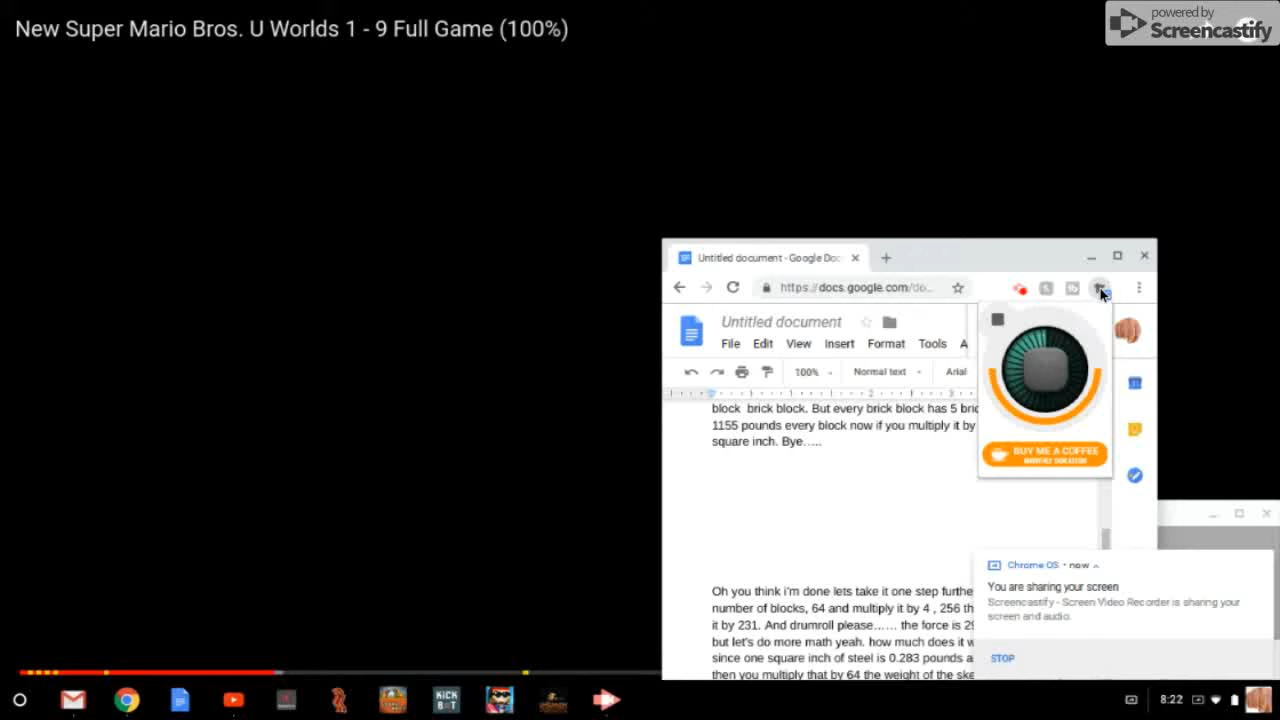 New Super Mario Bros. U Worlds 1 - 9 Full Game (100%)
powered by
Screencastify
Untitled document - Google Doc
https://docs.google.com/do...
Untitled document
File Edit View Insert Format Tools A
100% Normal text Arial
1 2 3
block brick block. But every brick block has 5 bric
1155 pounds every block now if you multiply it by
square inch. Bye.....
BUY ME A COFFEE
Oh you think i'm done lets take it one step furthe
number of blocks, 64 and multiply it by 4 , 256 th
it by 231. And drumroll please…… the force is 29
but let's do more math yeah. how much does it w
since one square inch of steel is 0.283 pounds a
then you multiply that by 64 the weight of the ske
Chrome OS • now
You are sharing your screen
Screencastify - Screen Video Recorder is sharing your
screen and audio.
STOP
KICK
BOT
8:22